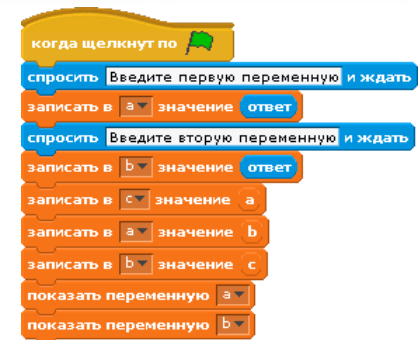 когда щелкнут по
спросить Введите первую переменную и ждать
записать в a значение ответ
спросить Введите вторую переменную и ждать
записать в b значение ответ
записать в c значение a
записать в a значение b
записать в b значение c
показать переменную a
показать переменную b